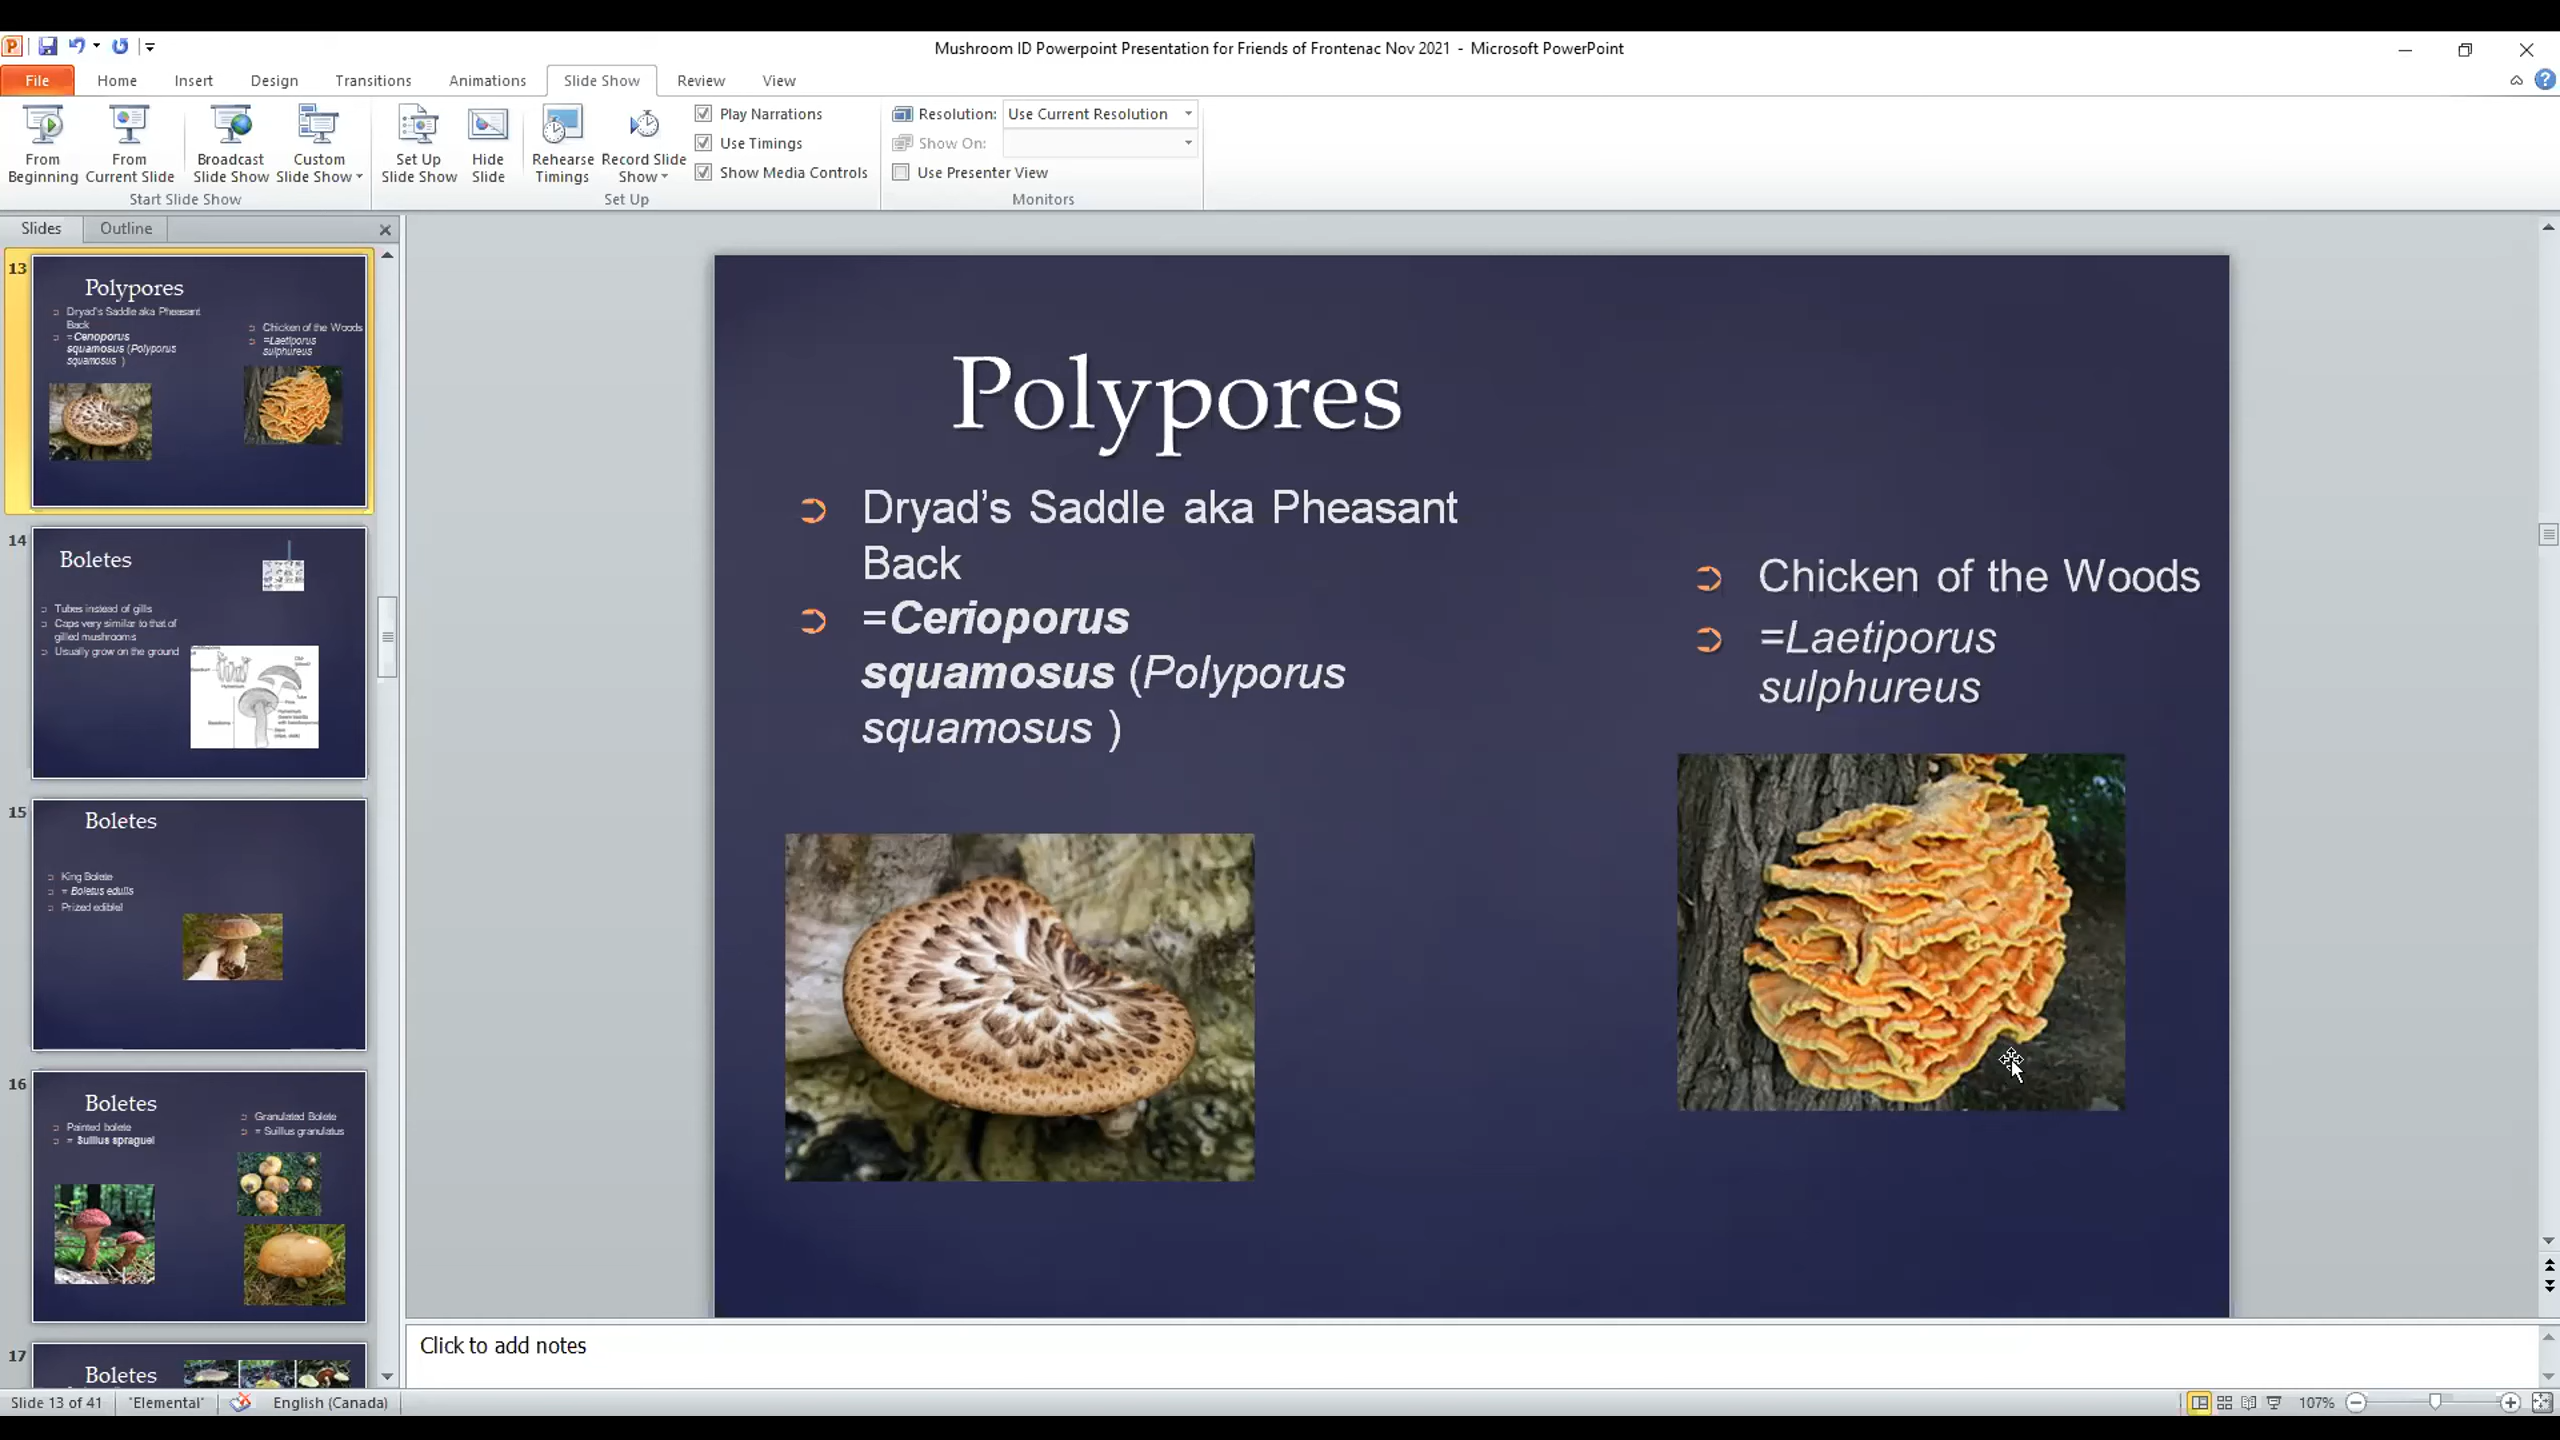 Mushroom ID Powerpoint Presentation for Friends of Frontenac Nov 2021 - Microsoft PowerPoint
File Home Insert Design Transitions Animations Slide Show Review View
From Beginning
From Current Slide
Broadcast Slide Show
Custom Slide Show
Start Slide Show
Set Up Slide Show
Hide Slide
Rehearse Timings
Record Slide Show
Play Narrations
Use Timings
Show Media Controls
Set Up
Resolution: Use Current Resolution
Show On:
Use Presenter View
Monitors
Slides Outline
13
Polypores
Dryad's Saddle aka Pheasant
Back
=Cerioporus
squamosus (Polyporus
squamosus )
Chicken of the Woods
=Laetiporus
sulphureus
14
Boletes
Tubes instead of gills
Caps very similar to that of
gilled mushrooms
Usually grow on the ground
15
Boletes
King Bolete
= Boletus edulis
Prized edible!
16
Boletes
Painted bolete
= Suillus spraguei
Granulated Bolete
= Suillus granulatus
17
Boletes
Polypores
Dryad’s Saddle aka Pheasant
Back
=Cerioporus
squamosus (Polyporus
squamosus )
Chicken of the Woods
=Laetiporus
sulphureus
Click to add notes
Slide 13 of 41 "Elemental" English (Canada) 107%